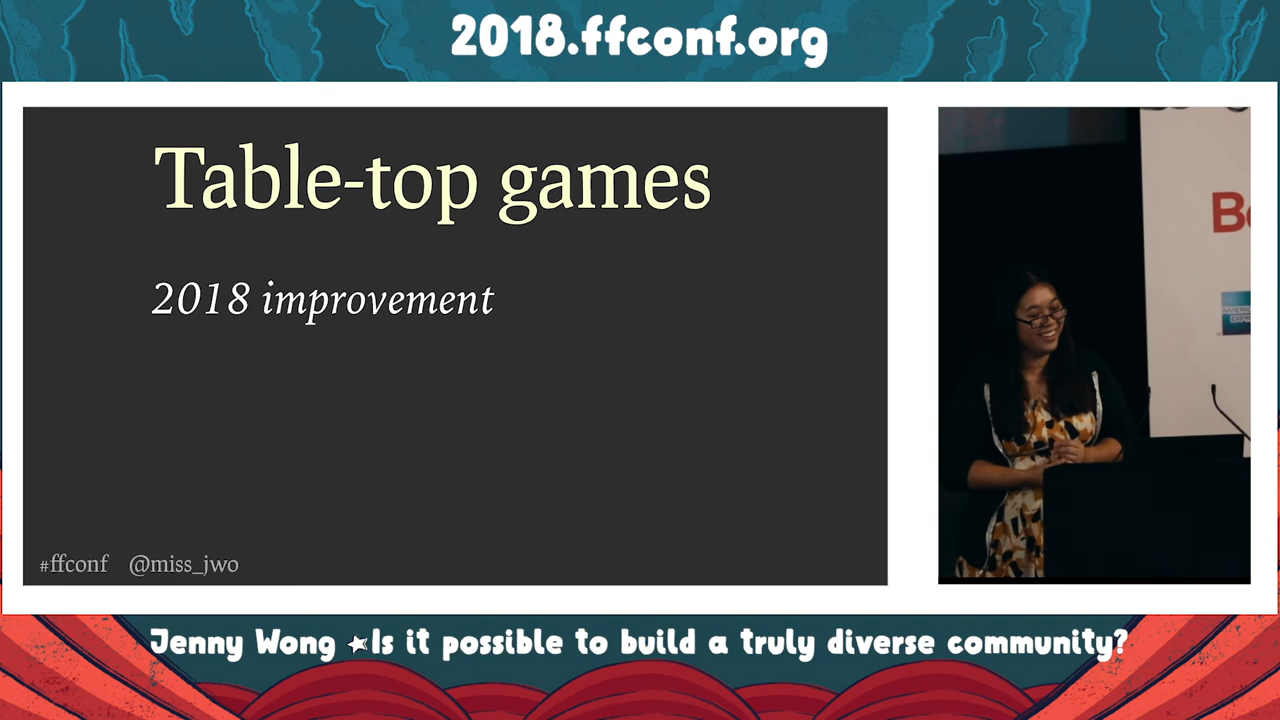 2018.ffconf.org
Table-top games
2018 improvement
#ffconf @miss_jwo
Jenny Wong ★Is it possible to build a truly diverse community?